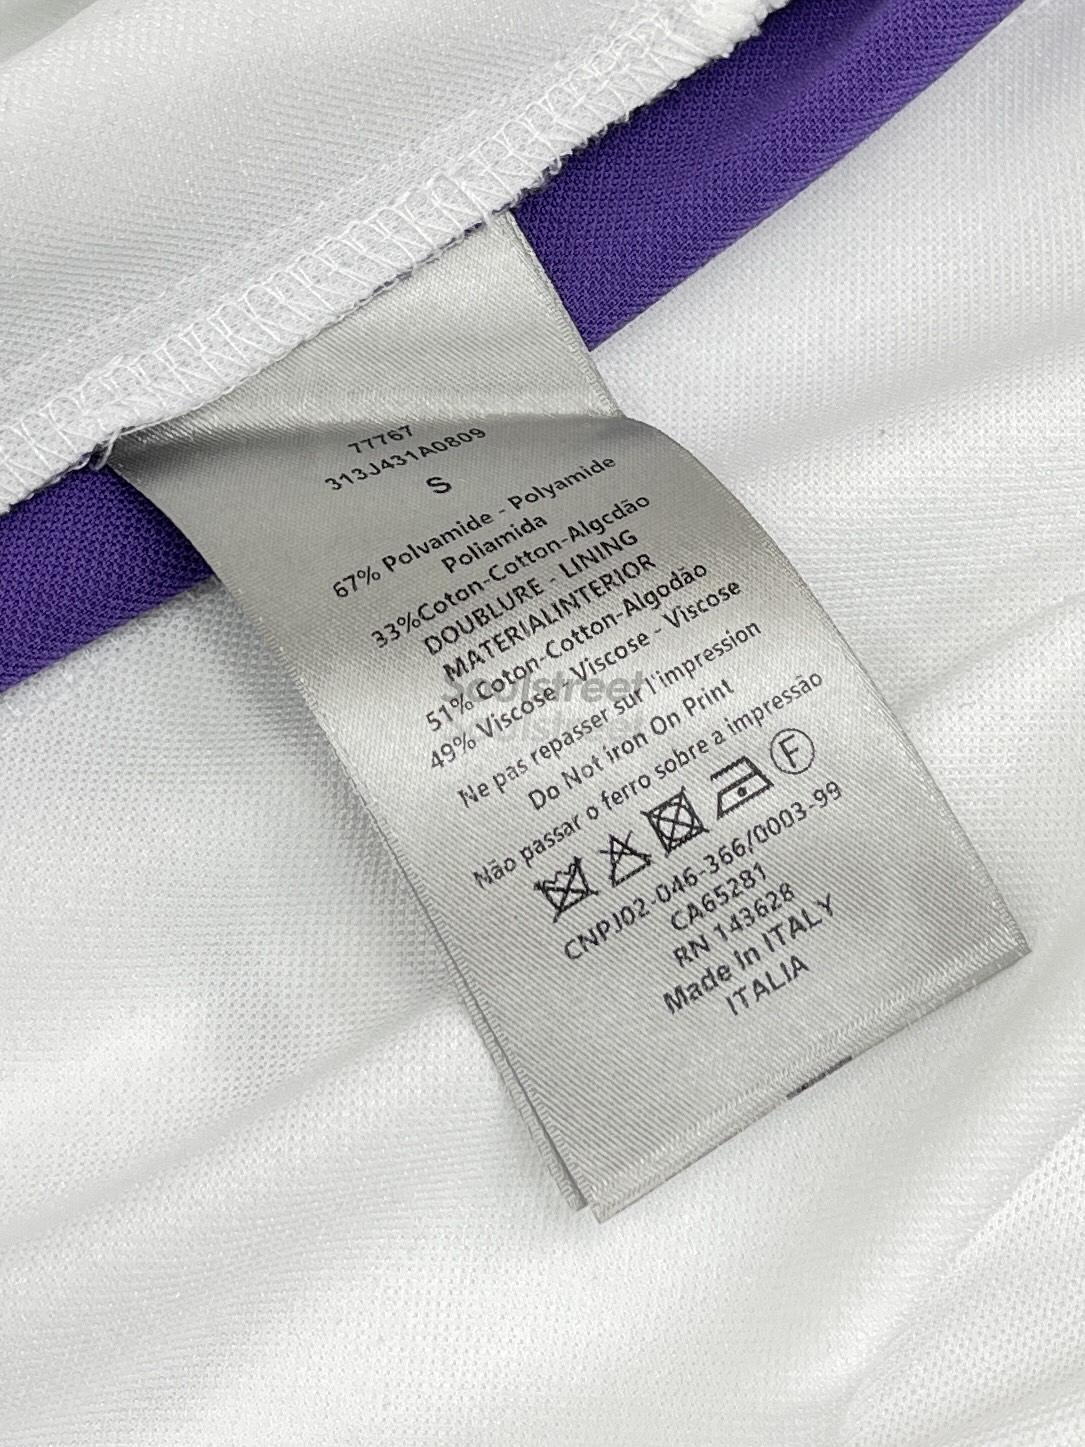 77767
313J431A0809
S
67% Polvamide - Polyamide
Poliamida
33%Coton-Cotton-Algcdão
DOUBLURE - LINING
MATERIALINTERIOR
51% Coton-Cotton-Algodão
49% Viscose - Viscose - Viscose
Ne pas repasser sur l'impression
Do Not iron On Print
Não passar o ferro sobre a impressão
F
CNPJ02-046-366/0003-99
CA65281
RN 143628
Made In ITALY
ITALIA